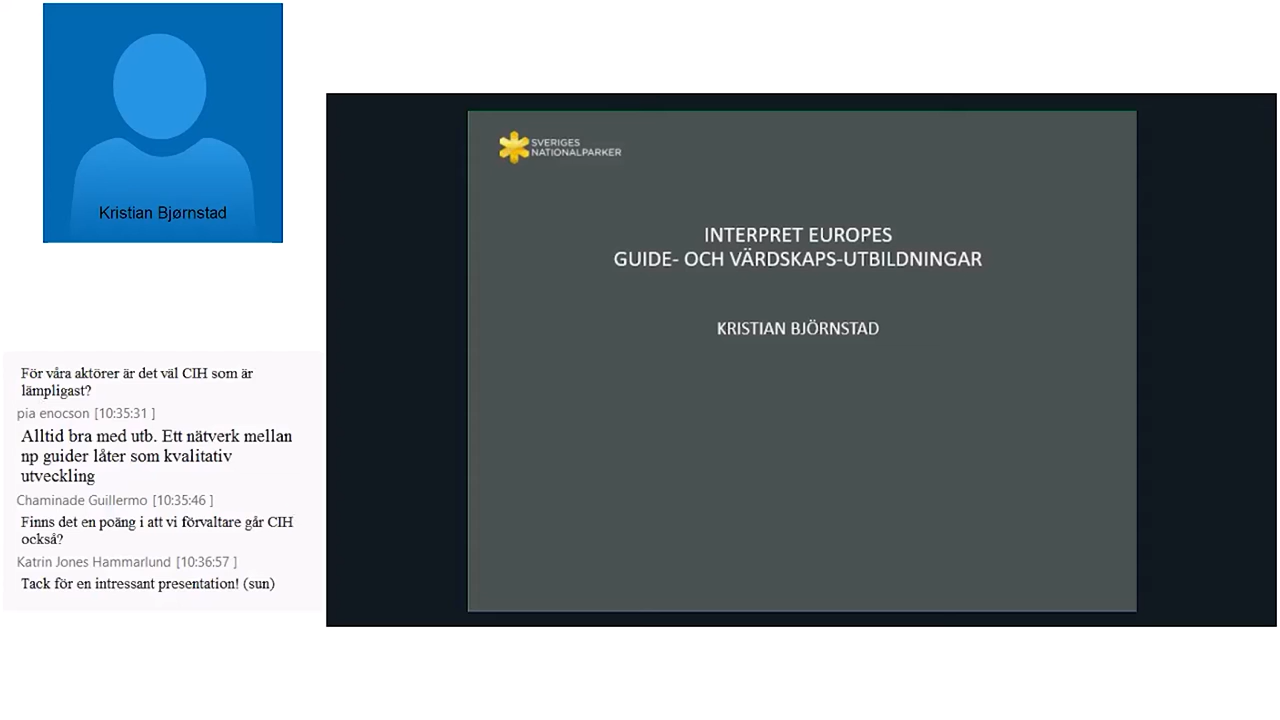 Kristian Bjørnstad
SVERIGES
NATIONALPARKER
INTERPRET EUROPES
GUIDE- OCH VÄRDSKAPS-UTBILDNINGAR
KRISTIAN BJÖRNSTAD
För våra aktörer är det väl CIH som är
lämpligast?
pia enocson [10:35:31 ]
Alltid bra med utb. Ett nätverk mellan
np guider låter som kvalitativ
utveckling
Chaminade Guillermo [10:35:46 ]
Finns det en poäng i att vi förvaltare går CIH
också?
Katrin Jones Hammarlund [10:36:57 ]
Tack för en intressant presentation! (sun)